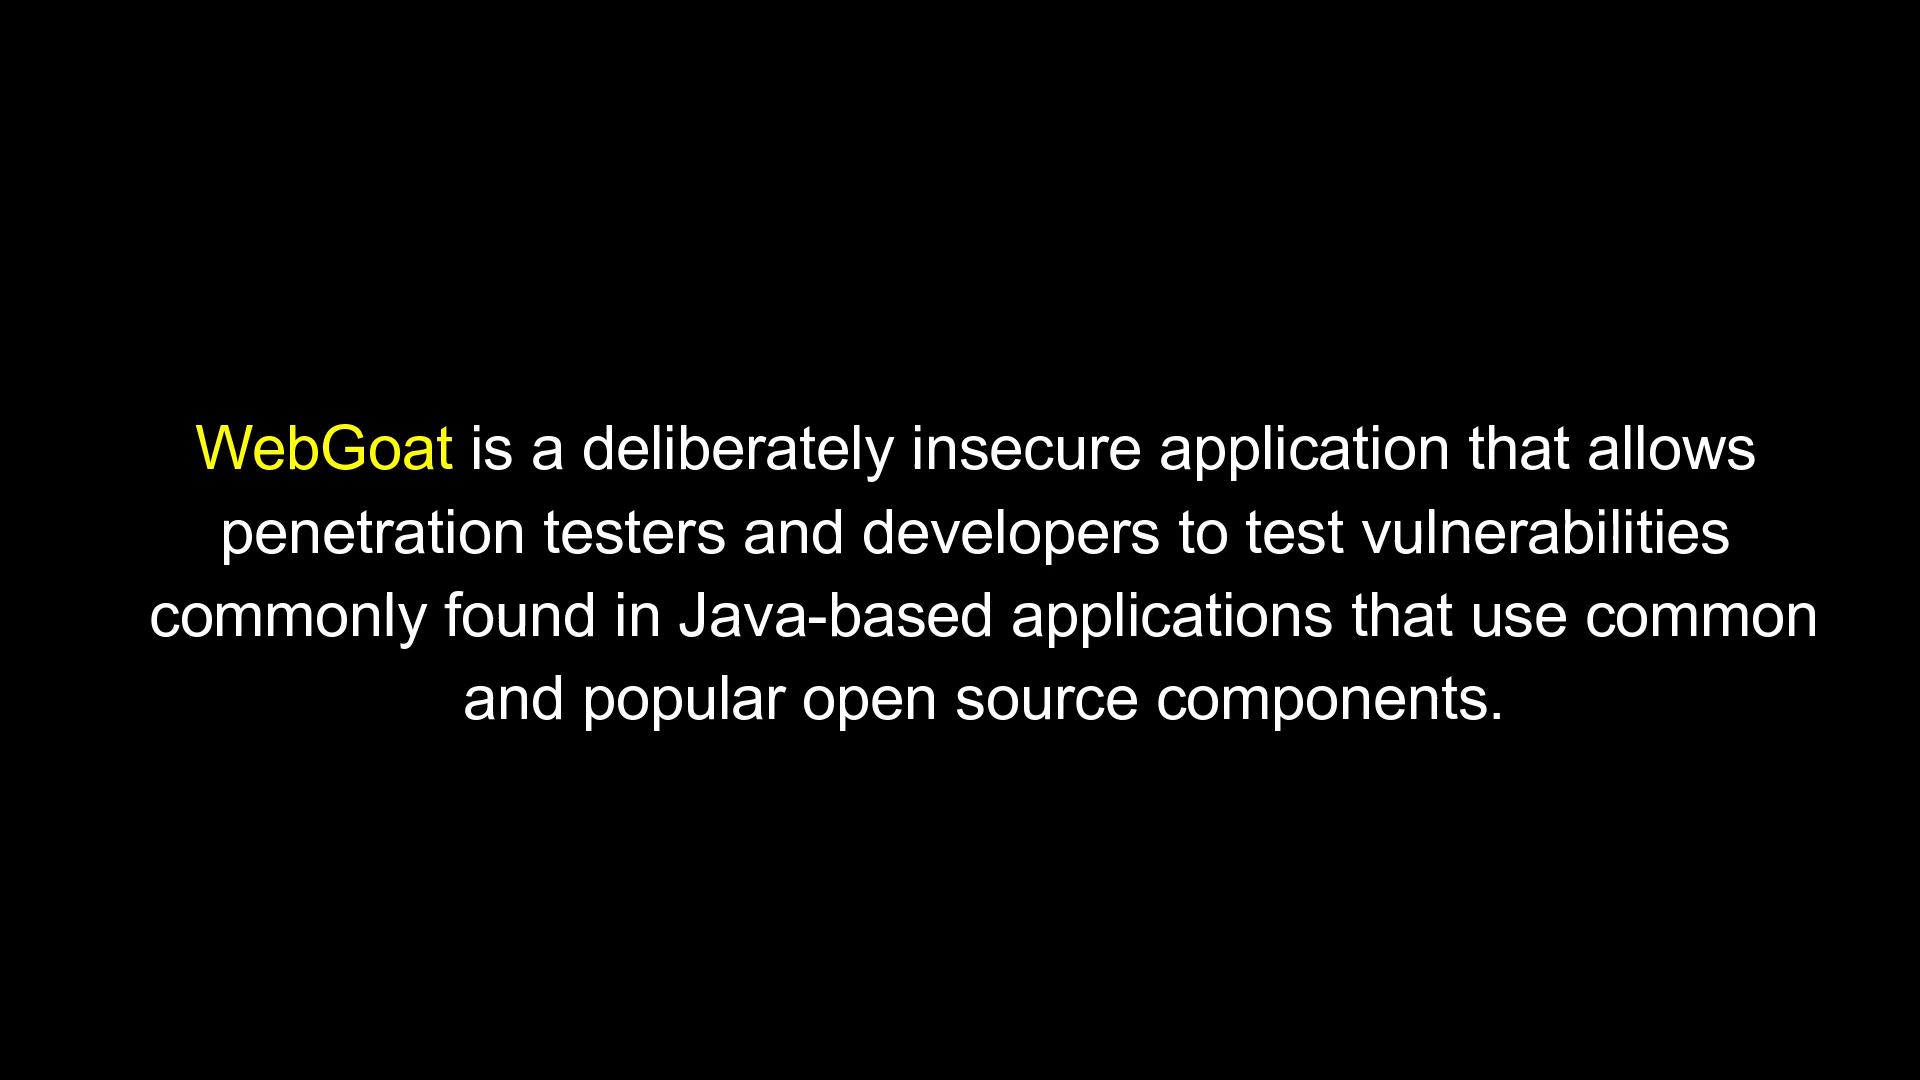 WebGoat is a deliberately insecure application that allows
penetration testers and developers to test vulnerabilities
commonly found in Java-based applications that use common
and popular open source components.